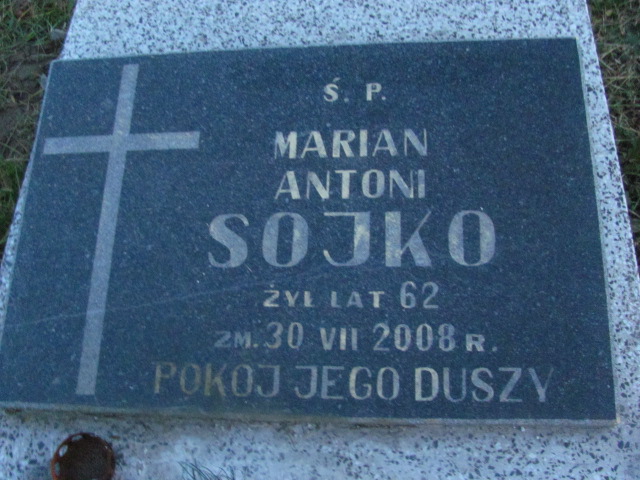 Ś. P.
MARIAN
ANTONI
SOJKO
ŻYŁ LAT 62
ZM. 30 VII 2008 R.
POKOJ JEGO DUSZY